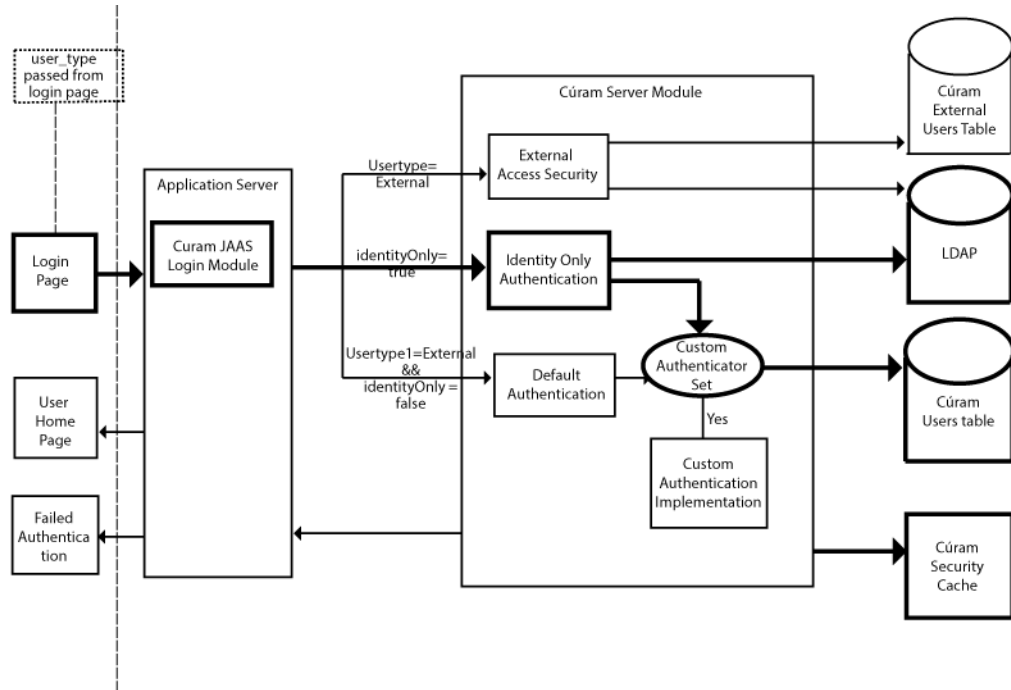 user_type
passed from
login page
Cúram Server Module
Cúram
External
Users Table
Application Server
Usertype=
External
External
Access Security
Login
Page
Curam JAAS
Login Module
identityOnly=
true
Identity Only
Authentication
LDAP
Usertype1=External
&&
identityOnly =
false
Default
Authentication
Custom
Authenticator
Set
Cúram
Users table
User
Home
Page
Yes
Custom
Authentication
Implementation
Failed
Authentica
tion
Cúram
Security
Cache